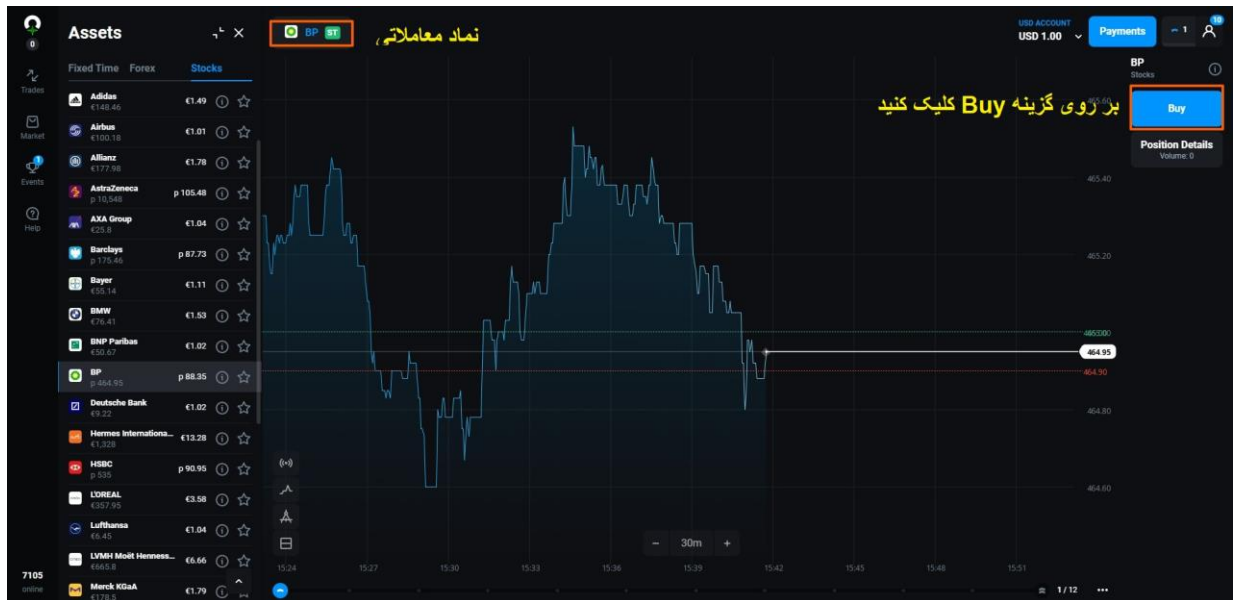 0
Trades
Market
1
Events
Help
7105
online
Assets
Fixed Time Forex Stocks
Adidas
€148.46
€1.49
Airbus
€100.18
€1.01
Allianz
€177.98
€1.78
AstraZeneca
p 10,548
p 105.48
AXA Group
€25.8
€1.04
Barclays
p 175.46
p 87.73
Bayer
€55.14
€1.11
BMW
€76.41
€1.53
BNP Paribas
€50.67
€1.02
BP
p 464.95
p 88.35
Deutsche Bank
€9.22
€1.02
Hermes Internationa...
€1,328
€13.28
HSBC
p 535
p 90.95
L'OREAL
€357.95
€3.58
Lufthansa
€6.45
€1.04
LVMH Moët Henness...
€665.8
€6.66
Merck KGaA
€178.5
€1.79
BP ST
نماد معاملاتی
USD ACCOUNT
USD 1.00
Payments
1
10
BP
Stocks
بر روی گزینه Buy کلیک کنید
Buy
Position Details
Volume: 0
465.60
465.40
465.20
464.95
464.90
464.80
464.60
30m
15:24 15:27 15:30 15:33 15:36 15:39 15:42 15:45 15:48 15:51
1 / 12